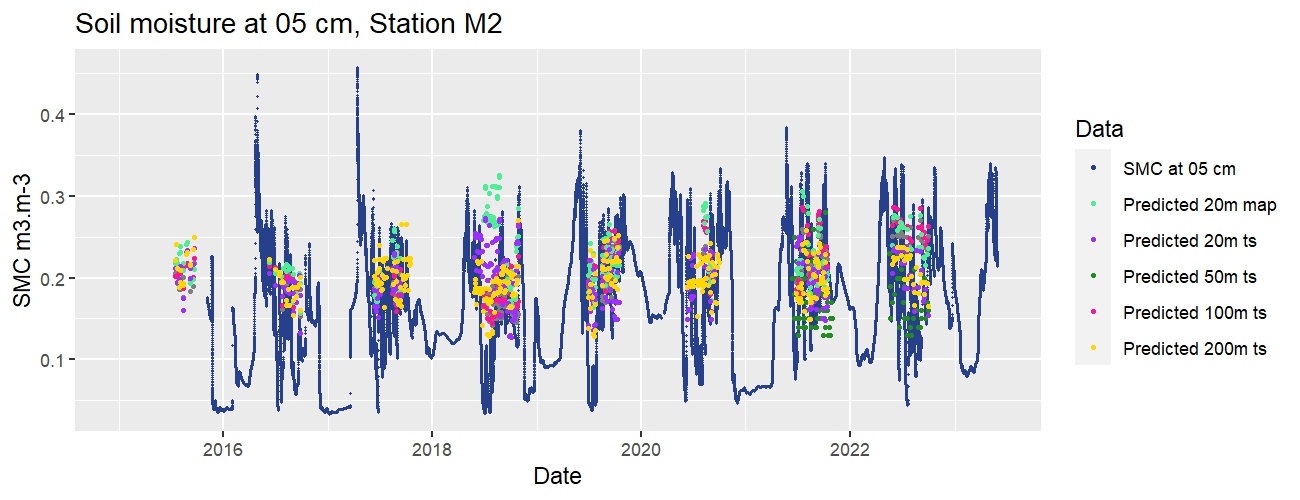 Soil moisture at 05 cm, Station M2
SMC m3.m-3
0.4
0.3
0.2
0.1
2016
2018
2020
2022
Date
Data
SMC at 05 cm
Predicted 20m map
Predicted 20m ts
Predicted 50m ts
Predicted 100m ts
Predicted 200m ts